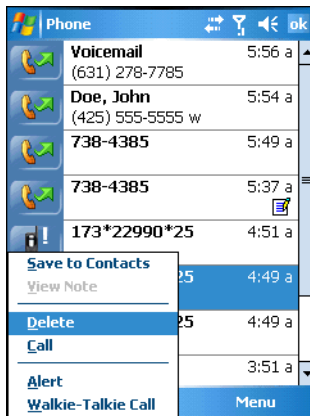 Phone ok
Voicemail 5:56 a
(631) 278-7785
Doe, John 5:54 a
(425) 555-5555 w
738-4385 5:49 a
738-4385 5:37 a
173*22990*25 4:51 a
Save to Contacts
25 4:49 a
View Note
Delete
25 4:49 a
Call
3:51 a
Alert
Walkie-Talkie Call
Menu